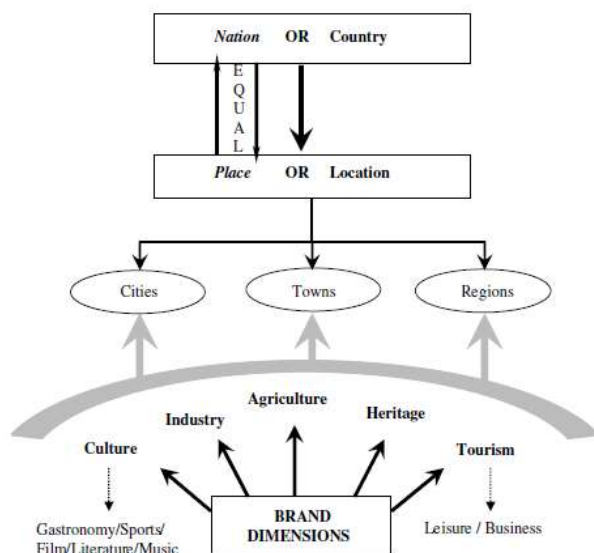 Nation OR Country
EQUAL
Place OR Location
Cities Towns Regions
Agriculture
Industry Heritage
Culture Tourism
BRAND
DIMENSIONS
Gastronomy/Sports/
Film/Literature/Music
Leisure / Business